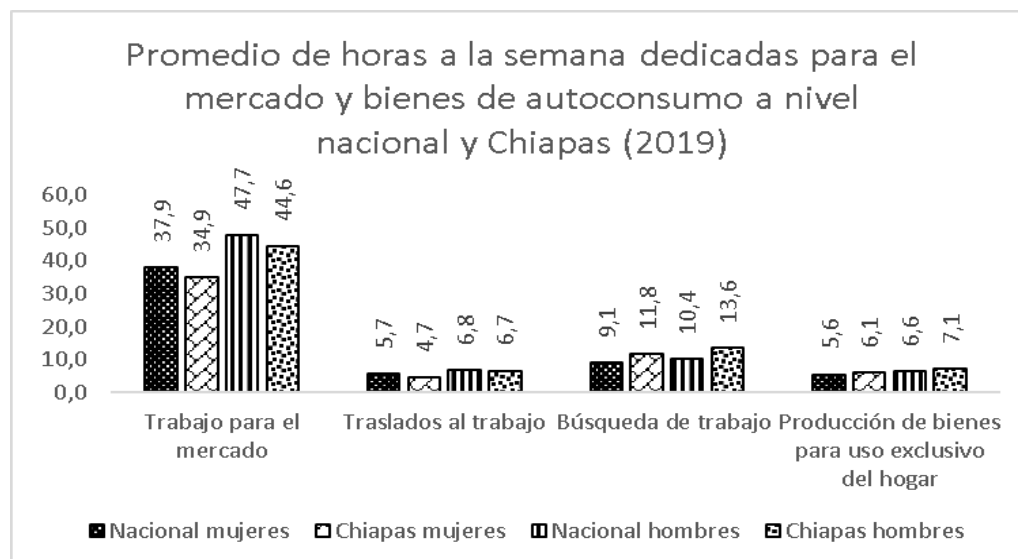 Promedio de horas a la semana dedicadas para el
mercado y bienes de autoconsumo a nivel
nacional y Chiapas (2019)
60,0
50,0
40,0
30,0
20,0
10,0
0,0
37,9
34,9
47,7
44,6
5,7
4,7
6,8
6,7
9,1
11,8
10,4
13,6
5,6
6,1
6,6
7,1
Trabajo para el
mercado
Traslados al trabajo
Búsqueda de trabajo
Producción de bienes
para uso exclusivo
del hogar
Nacional mujeres
Chiapas mujeres
Nacional hombres
Chiapas hombres